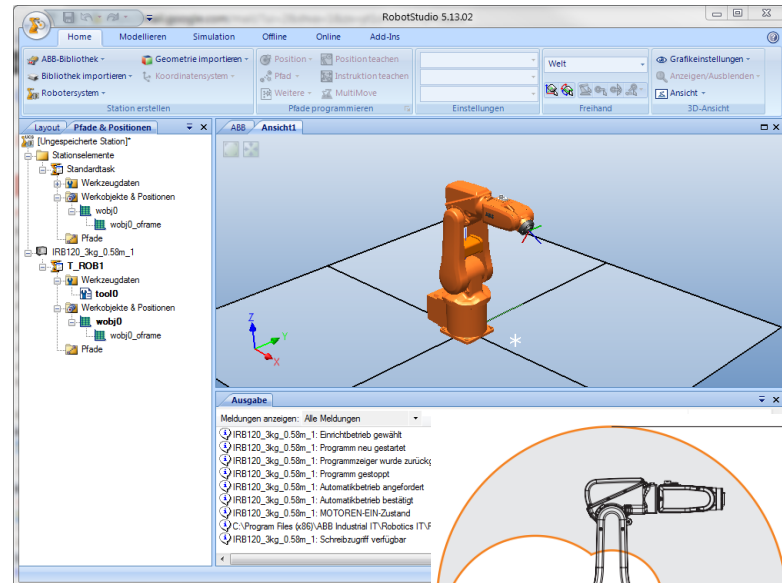 RobotStudio 5.13.02
Home Modellieren Simulation Offline Online Add-Ins
ABB-Bibliothek Geometrie importieren Position Position teachen Welt Grafikeinstellungen
Bibliothek importieren Koordinatensystem Pfad Instruktion teachen Anzeigen/Ausblenden
Robotersystem Weitere MultiMove Ansicht
Station erstellen Pfade programmieren Einstellungen Freihand 3D-Ansicht
Layout Pfade & Positionen ABB Ansicht1
[Ungespeicherte Station]*
Stationselemente
Standardtask
Werkzeugdaten
Werkobjekte & Positionen
wobj0
wobj0_oframe
Pfade
IRB120_3kg_0.58m_1
T_ROB1
Werkzeugdaten
tool0
Werkobjekte & Positionen
wobj0
wobj0_oframe
Pfade
Z
Y
X
ABB
Ausgabe
Meldungen anzeigen: Alle Meldungen
IRB120_3kg_0.58m_1: Einrichtbetrieb gewählt
IRB120_3kg_0.58m_1: Programm neu gestartet
IRB120_3kg_0.58m_1: Programmzeiger wurde zurückg
IRB120_3kg_0.58m_1: Programm gestoppt
IRB120_3kg_0.58m_1: Automatikbetrieb angefordert
IRB120_3kg_0.58m_1: Automatikbetrieb bestätigt
IRB120_3kg_0.58m_1: MOTOREN-EIN-Zustand
C:\Program Files (x86)\ABB Industrial IT\Robotics IT\F
IRB120_3kg_0.58m_1: Schreibzugriff verfügbar